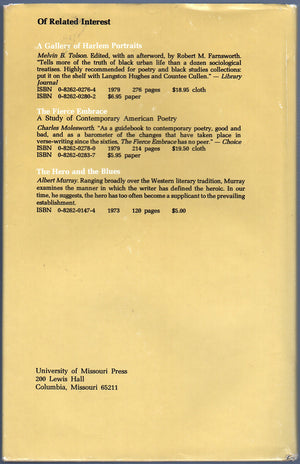 Of Related Interest
A Gallery of Harlem Portraits
Melvin B. Tolson. Edited, with an afterword, by Robert M. Farnsworth.
"Tells more of the truth of black urban life than a dozen sociological
treatises. Highly recommended for poetry and black studies collections:
put it on the shelf with Langston Hughes and Countee Cullen." — Library
Journal
ISBN 0-8262-0276-4 1979 276 pages $18.95 cloth
ISBN 0-8262-0280-2 $6.95 paper
The Fierce Embrace
A Study of Contemporary American Poetry
Charles Molesworth. "As a guidebook to contemporary poetry, good and
bad, and as a barometer of the changes that have taken place in
verse-writing since the sixties, The Fierce Embrace has no peer." — Choice
ISBN 0-8262-0278-0 1979 214 pages $19.50 cloth
ISBN 0-8262-0283-7 $5.95 paper
The Hero and the Blues
Albert Murray. Ranging broadly over the Western literary tradition, Murray
examines the manner in which the writer has defined the heroic. In our
time, he suggests, the hero has too often become a supplicant to the prevailing
establishment.
ISBN 0-8262-0147-4 1973 120 pages $5.00
University of Missouri Press
200 Lewis Hall
Columbia, Missouri 65211